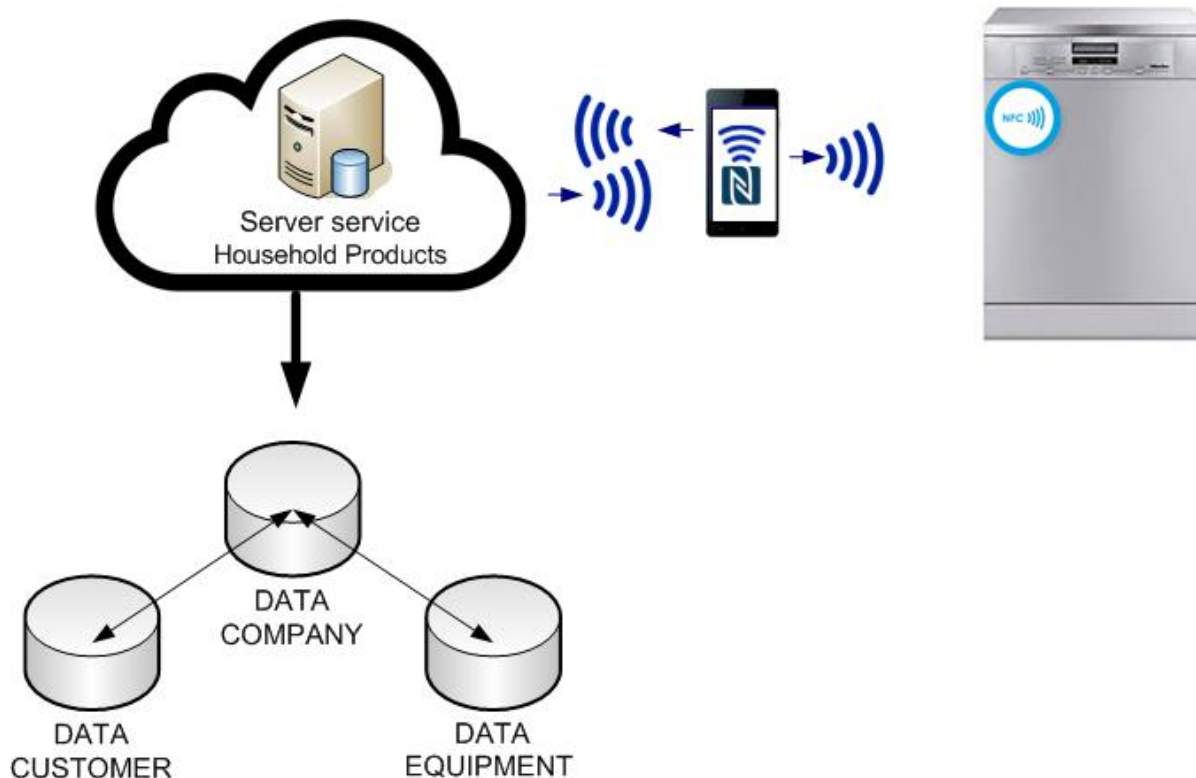 Server service
Household Products
NFC
DATA
COMPANY
DATA
CUSTOMER
DATA
EQUIPMENT